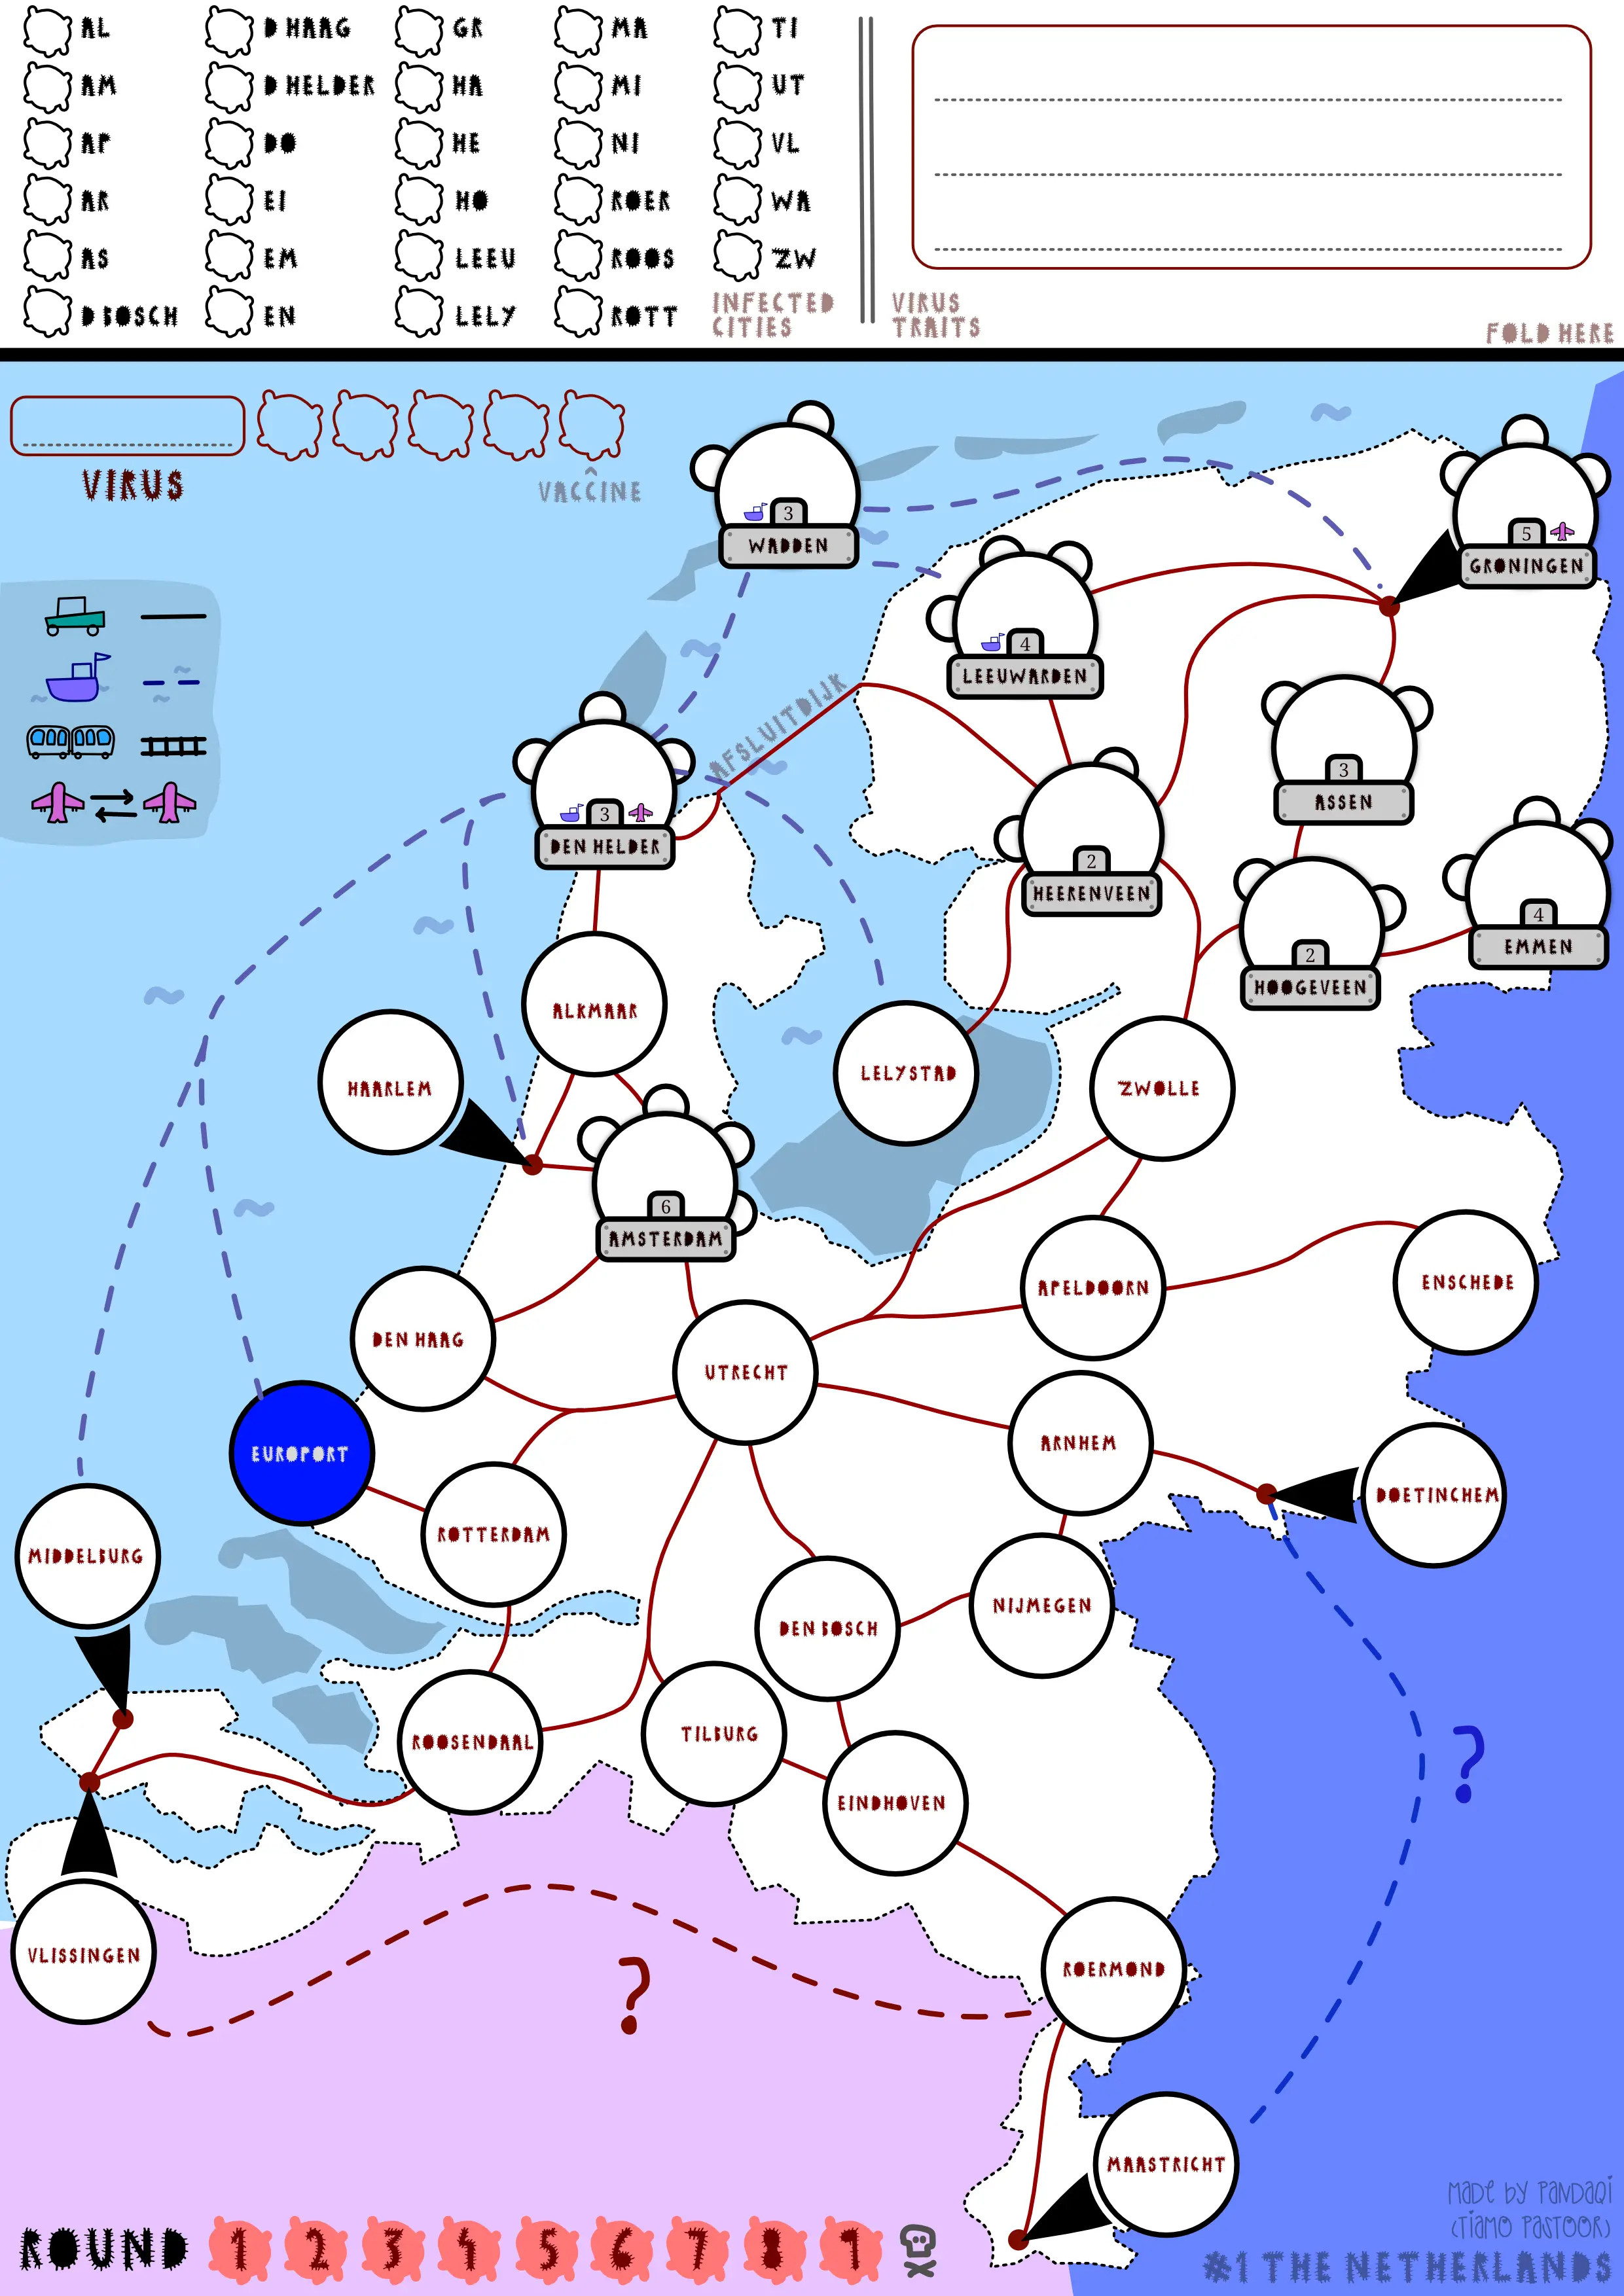 AL
AM
AP
AR
AS
D BOSCH
D HAAG
D HELDER
DO
EI
EM
EN
GR
HA
HE
HO
LEEU
LELY
MA
MI
NI
ROER
ROOS
ROTT
TI
UT
VL
WA
ZW
INFECTED
CITIES
VIRUS
TRAITS
FOLD HERE
VIRUS
VACCINE
3
WADDEN
5
GRONINGEN
4
LEEUWARDEN
AFSLUITDIJK
3
DEN HELDER
3
ASSEN
2
HEERENVEEN
4
EMMEN
2
HOOGEVEEN
ALKMAAR
HAARLEM
LELYSTAD
ZWOLLE
6
AMSTERDAM
APELDOORN
ENSCHEDE
DEN HAAG
UTRECHT
EUROPORT
ARNHEM
DOETINCHEM
ROTTERDAM
MIDDELBURG
NIJMEGEN
DEN BOSCH
ROOSENDAAL
TILBURG
?
EINDHOVEN
VLISSINGEN
ROERMOND
?
MAASTRICHT
MADE BY PANDAQI
(TIAMO PASTOOR)
ROUND 1 2 3 4 5 6 7 8 9
#1 THE NETHERLANDS